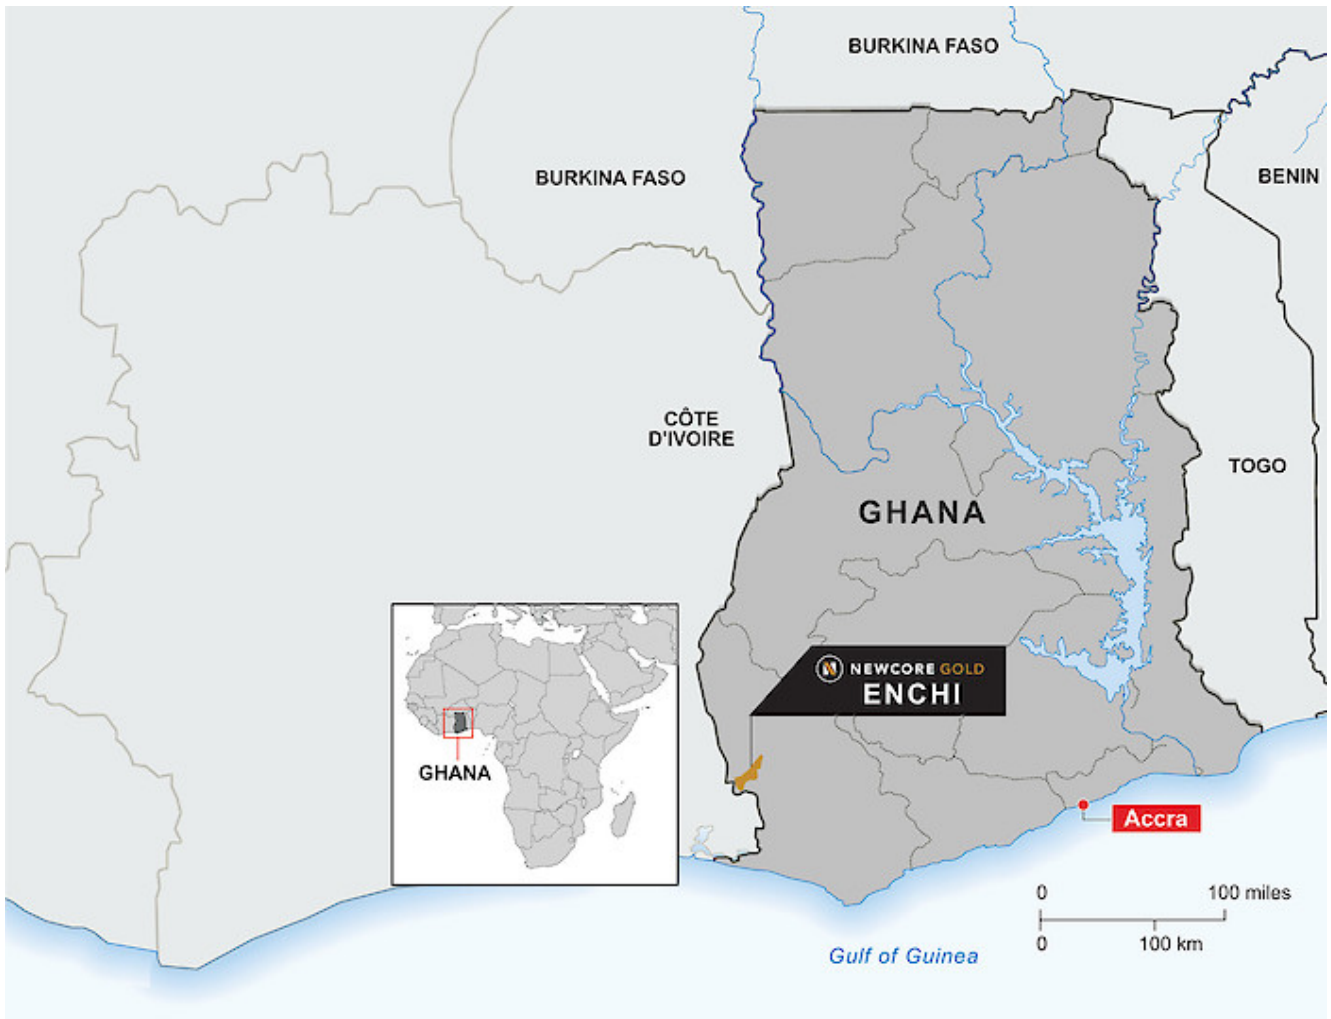 BURKINA FASO
BURKINA FASO
BENIN
CÔTE
D'IVOIRE
TOGO
GHANA
NEWCORE GOLD
ENCHI
GHANA
Accra
0 100 miles
0 100 km
Gulf of Guinea